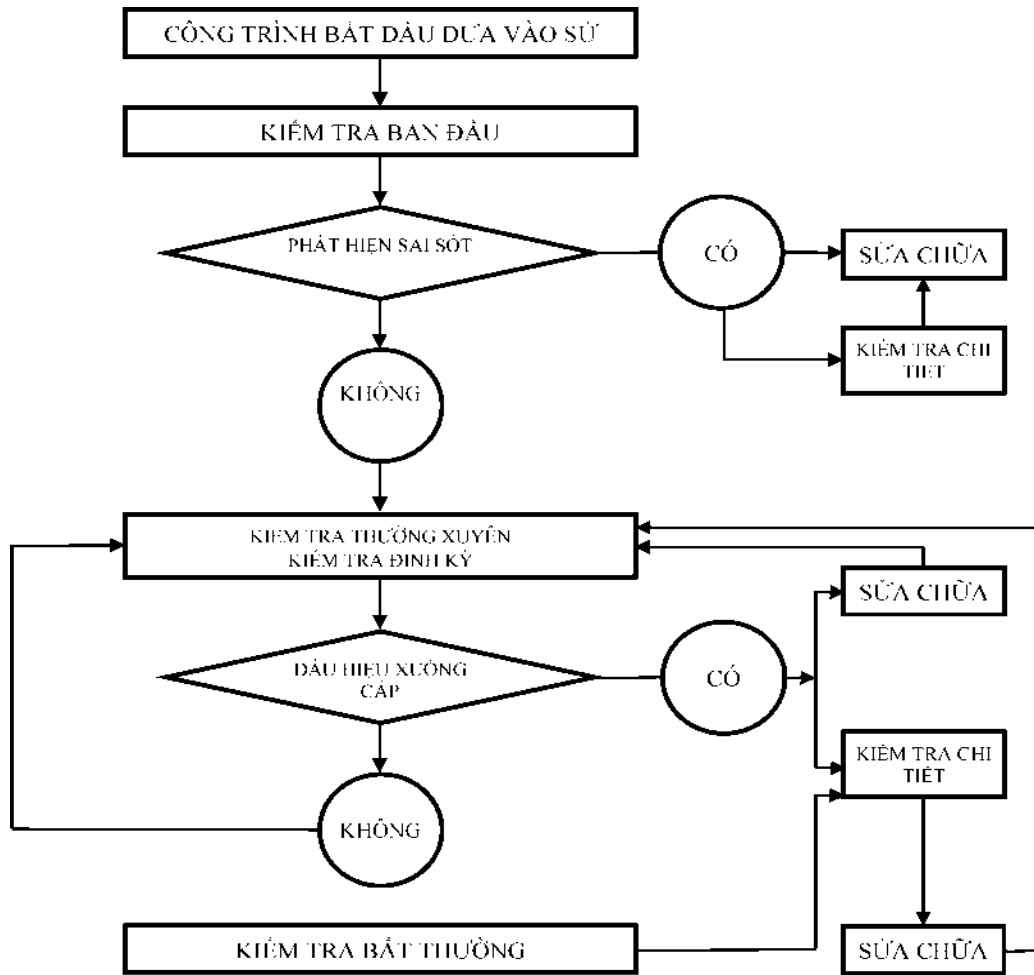 CÔNG TRÌNH BẮT ĐẦU ĐƯA VÀO SỬ
KIỂM TRA BAN ĐẦU
PHÁT HIỆN SAI SÓT
CÓ
SỬA CHỮA
KIỂM TRA CHI
TIẾT
KHÔNG
KIỂM TRA THƯỜNG XUYÊN
KIỂM TRA ĐỊNH KỲ
SỬA CHỮA
DẤU HIỆU XUỐNG
CẤP
CÓ
KIỂM TRA CHI
TIẾT
KHÔNG
KIỂM TRA BẤT THƯỜNG
SỬA CHỮA